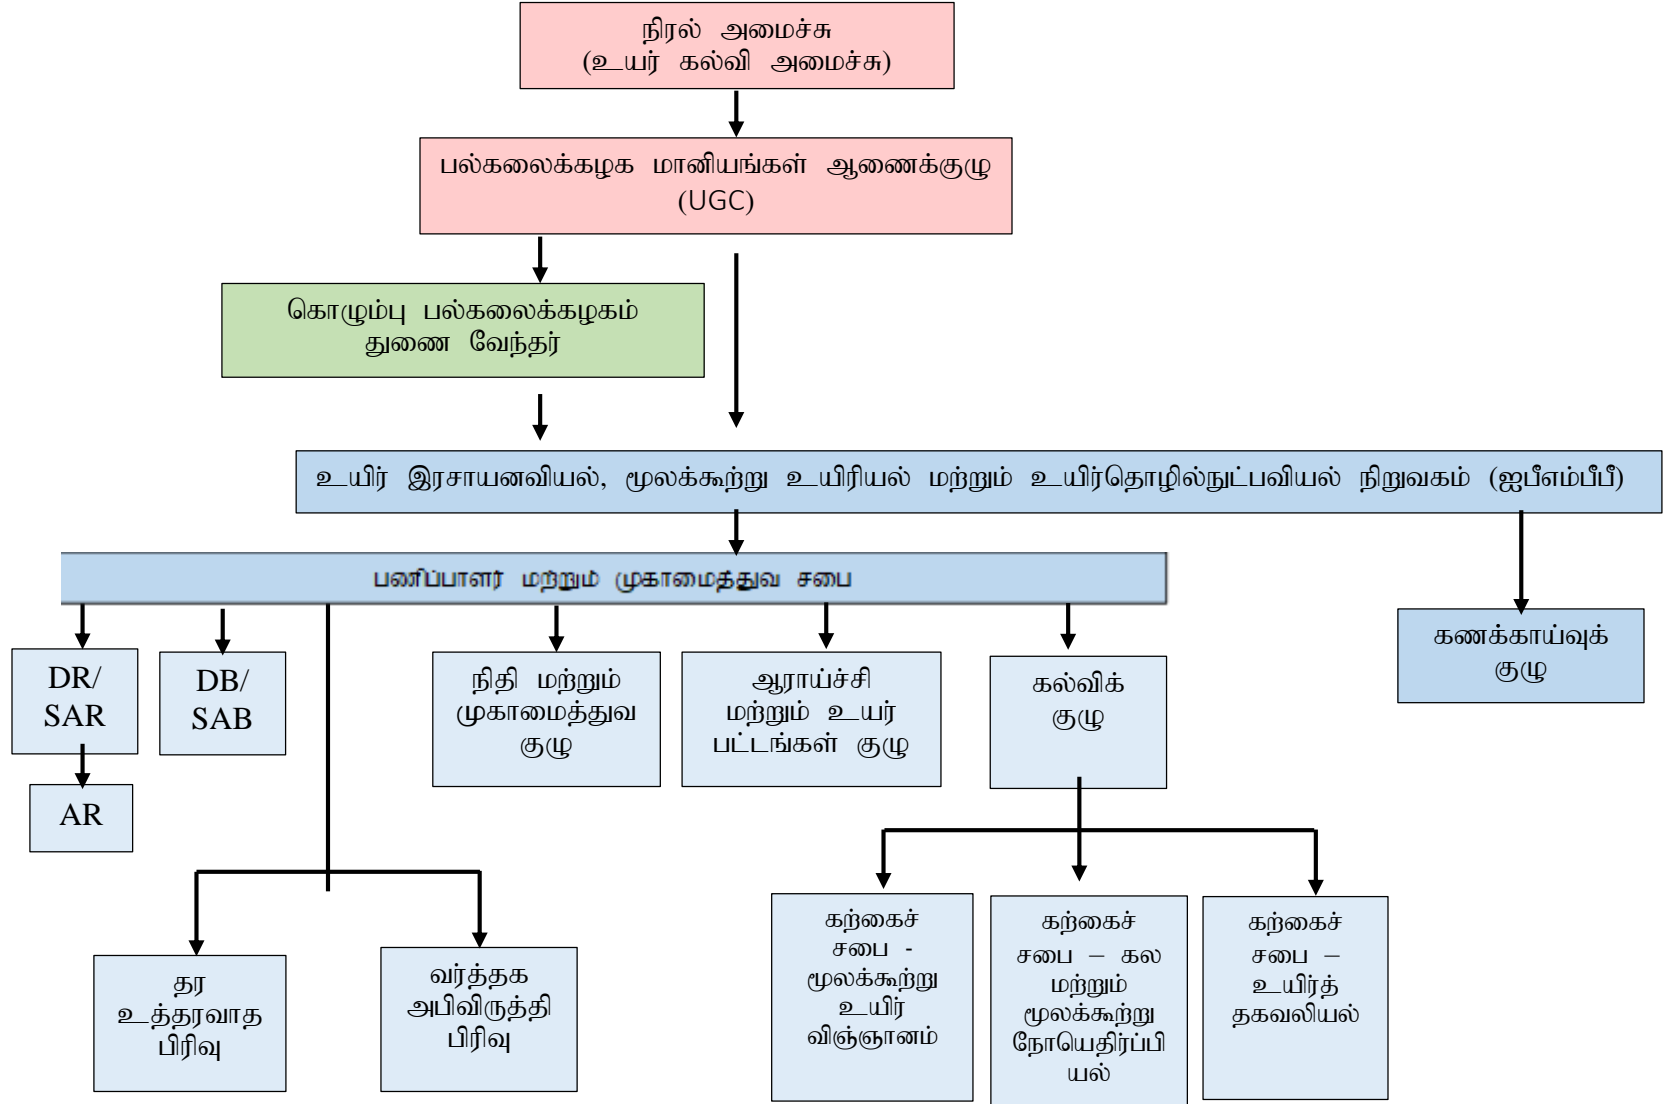 நிரல் அமைச்சு
(உயர் கல்வி அமைச்சு)
பல்கலைக்கழக மானியங்கள் ஆணைக்குழு
(UGC)
கொழும்பு பல்கலைக்கழகம்
துணை வேந்தர்
உயிர் இரசாயனவியல், மூலக்கூற்று உயிரியல் மற்றும் உயிர்தொழில்நுட்பவியல் நிறுவகம் (ஐபீஎம்பீபீ)
பணிப்பாளர் மற்றும் முகாமைத்துவ சபை
DR/
SAR
DB/
SAB
நிதி மற்றும்
முகாமைத்துவ
குழு
ஆராய்ச்சி
மற்றும் உயர்
பட்டங்கள் குழு
கல்விக்
குழு
கணக்காய்வுக்
குழு
AR
தர
உத்தரவாத
பிரிவு
வர்த்தக
அபிவிருத்தி
பிரிவு
கற்கைச்
சபை -
மூலக்கூற்று
உயிர்
விஞ்ஞானம்
கற்கைச்
சபை – கல
மற்றும்
மூலக்கூற்று
நோயெதிர்ப்பி
யல்
கற்கைச்
சபை –
உயிர்த்
தகவலியல்